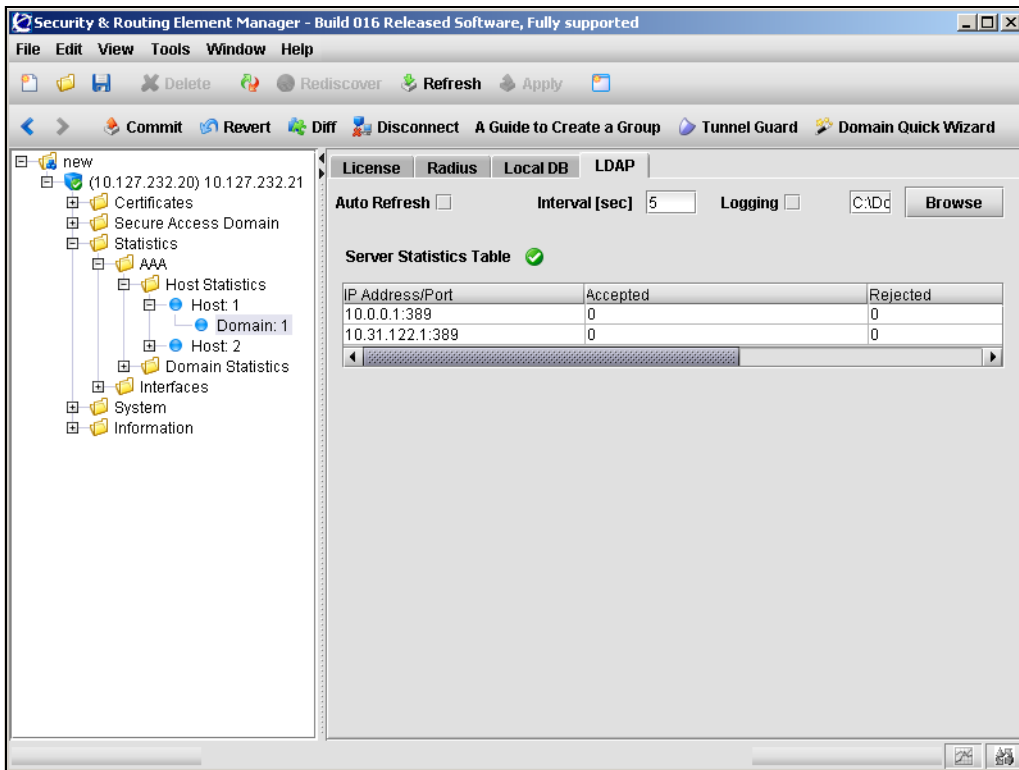 Security & Routing Element Manager - Build 016 Released Software, Fully supported
File Edit View Tools Window Help
Delete Rediscover Refresh Apply
Commit Revert Diff Disconnect A Guide to Create a Group Tunnel Guard Domain Quick Wizard
new
(10.127.232.20) 10.127.232.21
Certificates
Secure Access Domain
Statistics
AAA
Host Statistics
Host: 1
Domain: 1
Host: 2
Domain Statistics
Interfaces
System
Information
License Radius Local DB LDAP
Auto Refresh Interval [sec] 5 Logging C:\Dc Browse
Server Statistics Table
IP Address/Port Accepted Rejected
10.0.0.1:389 0 0
10.31.122.1:389 0 0